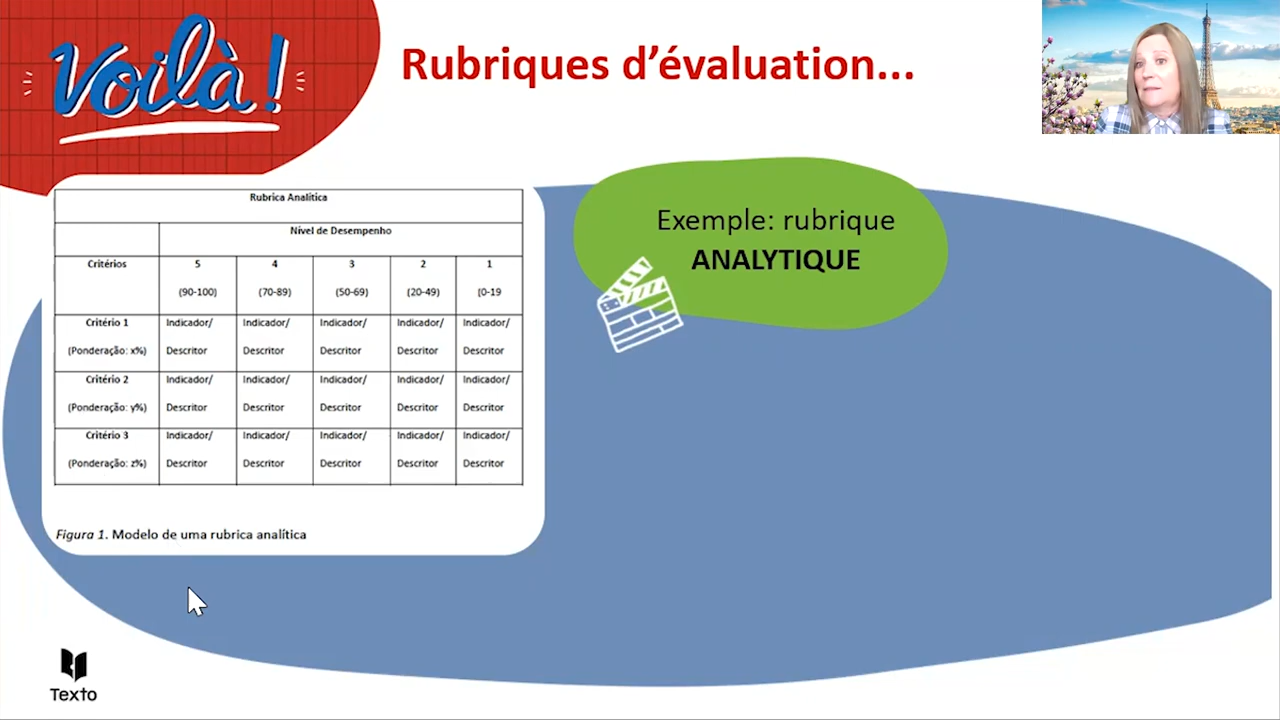 Voilà !
Rubriques d’évaluation...
Rubrica Analítica
Nível de Desempenho
Critérios 5 4 3 2 1
(90-100) (70-89) (50-69) (20-49) (0-19
Critério 1 Indicador/ Indicador/ Indicador/ Indicador/ Indicador/
(Ponderação: x%) Descritor Descritor Descritor Descritor Descritor
Critério 2 Indicador/ Indicador/ Indicador/ Indicador/ Indicador/
(Ponderação: y%) Descritor Descritor Descritor Descritor Descritor
Critério 3 Indicador/ Indicador/ Indicador/ Indicador/ Indicador/
(Ponderação: z%) Descritor Descritor Descritor Descritor Descritor
Figura 1. Modelo de uma rubrica analítica
Exemple: rubrique
ANALYTIQUE
Texto